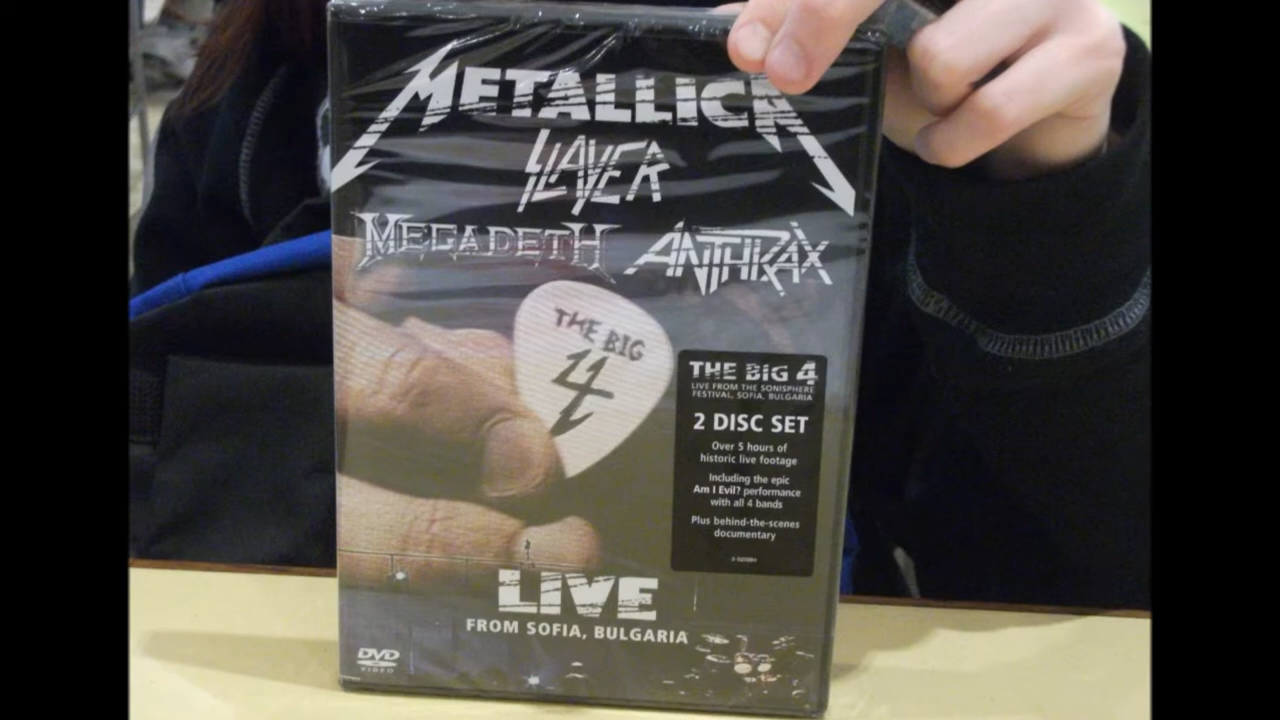 METALLICA
SLAYER
MEGADETH ANTHRAX
THE BIG
4
THE BIG 4
LIVE FROM THE SONISPHERE
FESTIVAL, SOFIA, BULGARIA
2 DISC SET
Over 5 hours of
historic live footage
Including the epic
Am I Evil? performance
with all 4 bands
Plus behind-the-scenes
documentary
LIVE
FROM SOFIA, BULGARIA
DVD
VIDEO